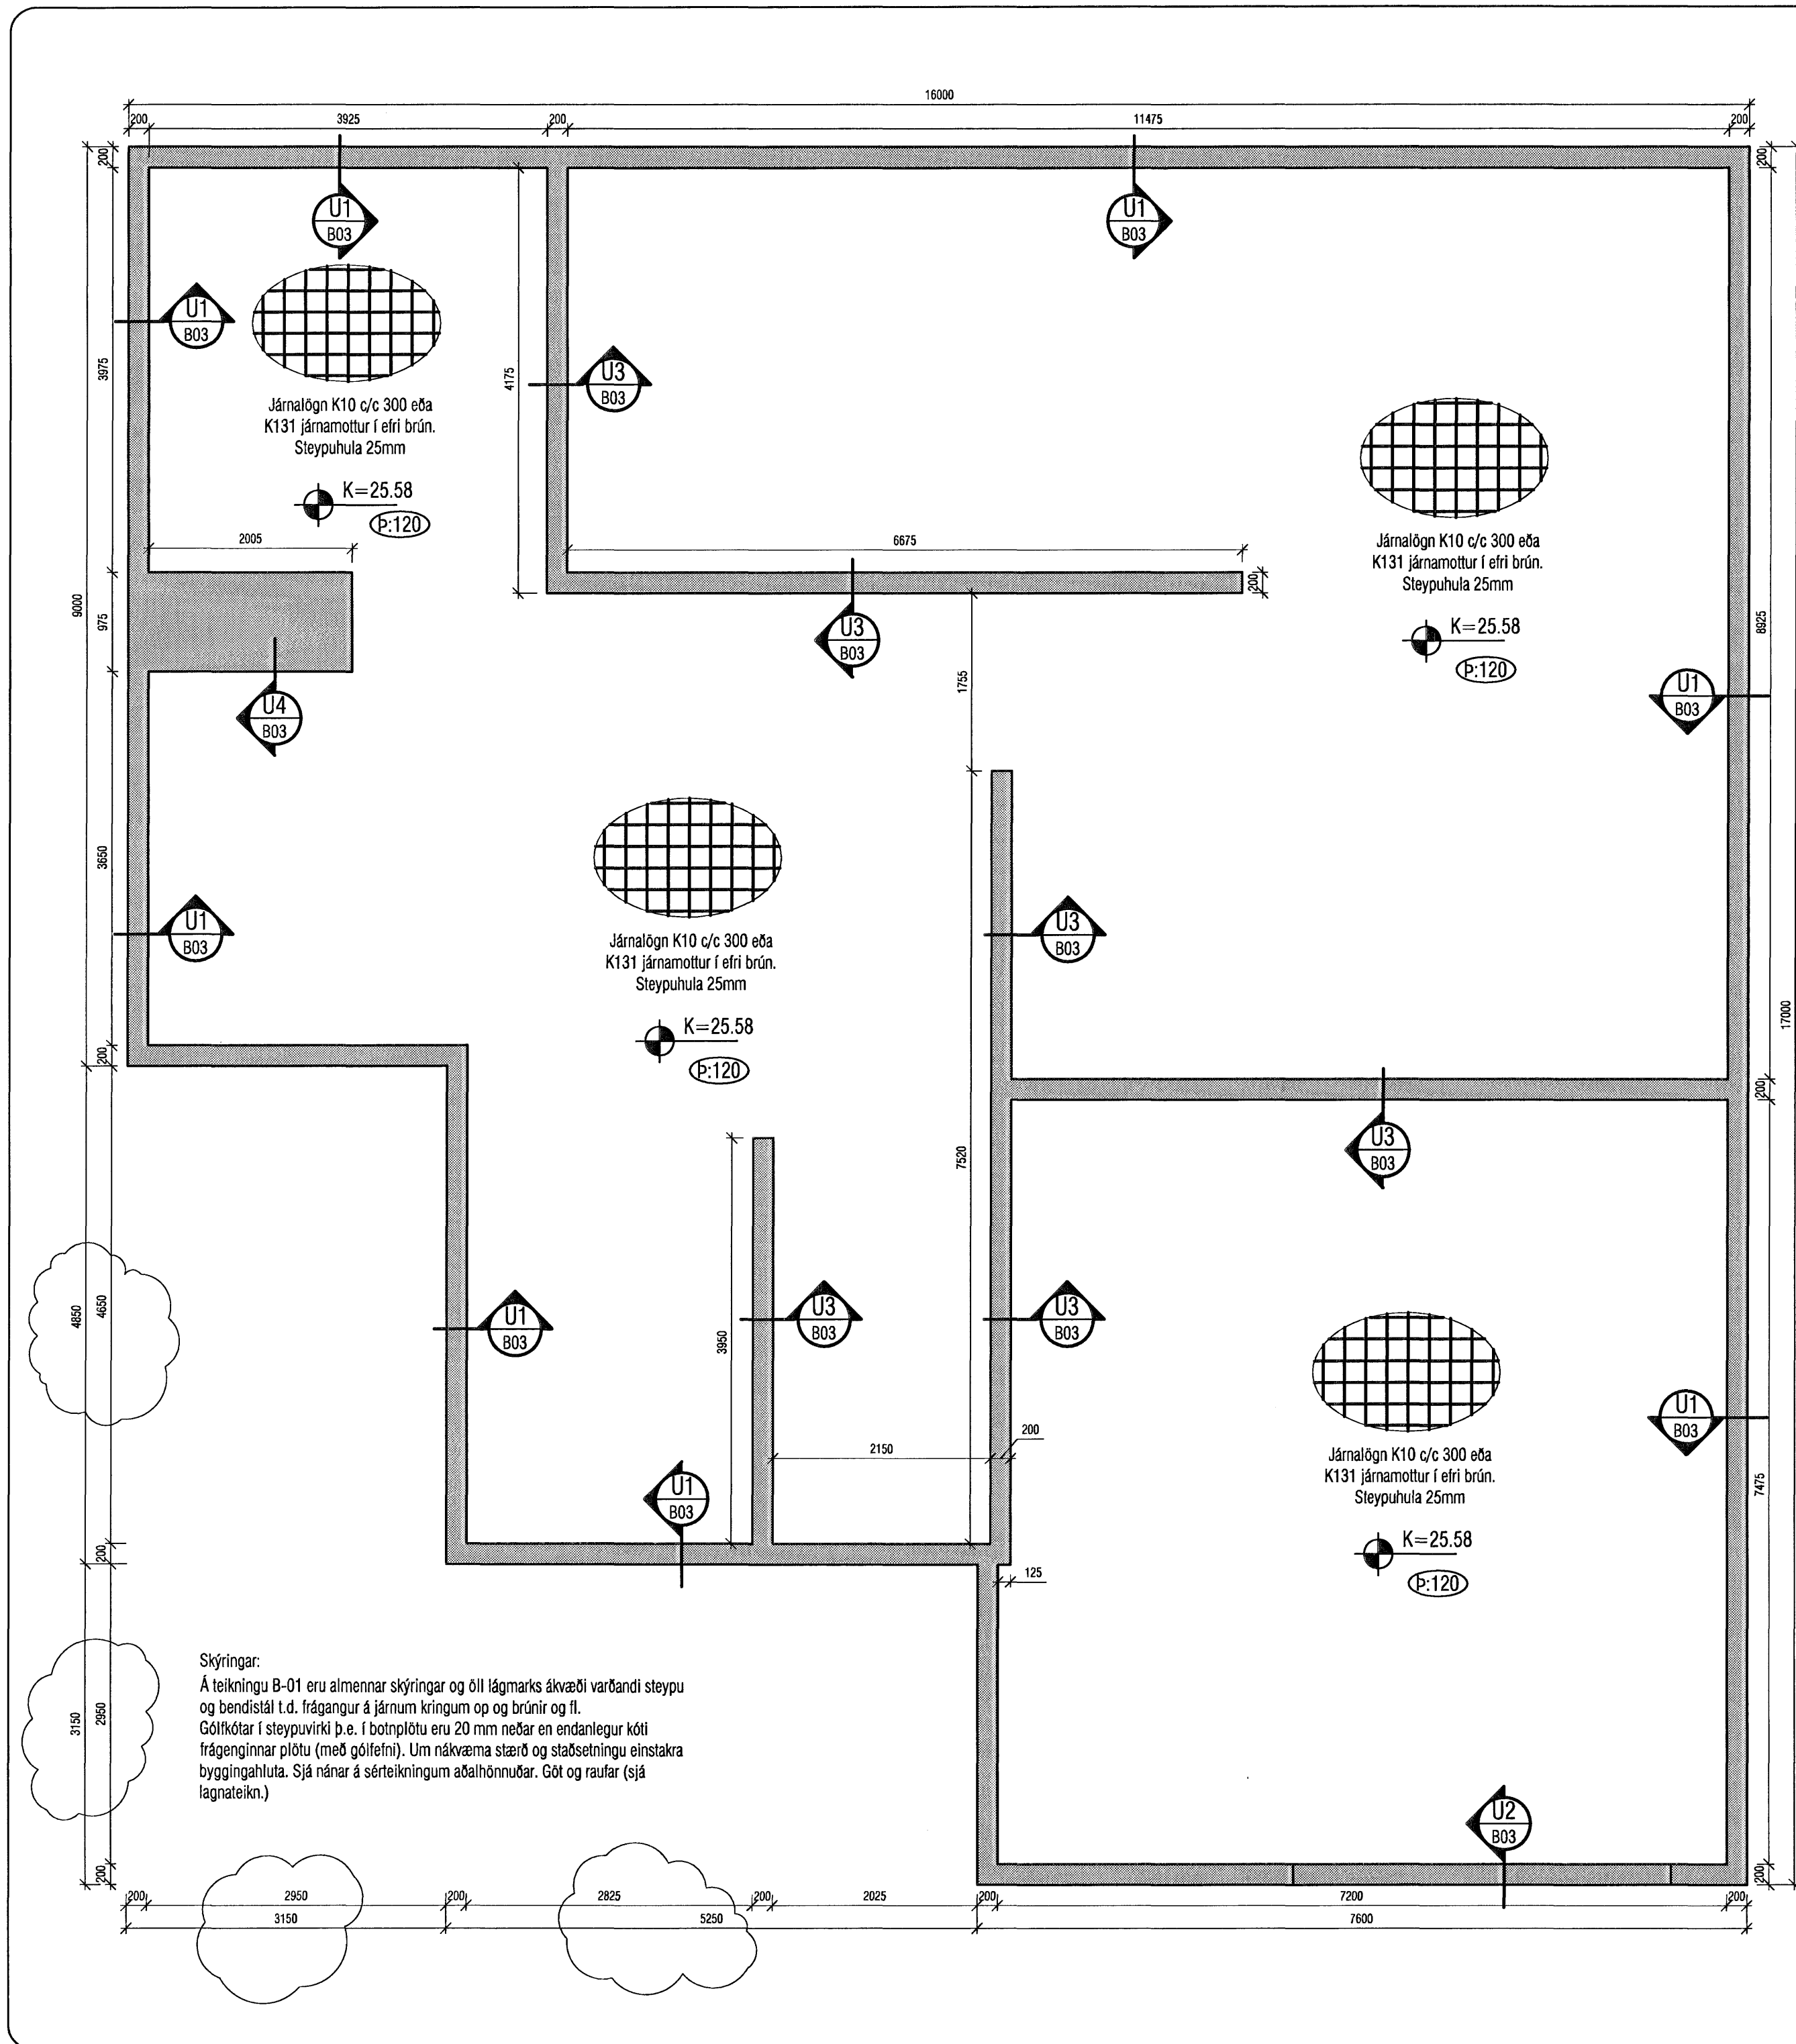 16000
200 3925 200 11475 200
200
200
U1
B03
U1
B03
U1
B03
3975
4175
U3
B03
Járnalögn K10 c/c 300 eða
K131 járnamottur í efri brún.
Steypuhula 25mm
K=25.58
Þ:120
2005
6675
200
Járnalögn K10 c/c 300 eða
K131 járnamottur í efri brún.
Steypuhula 25mm
K=25.58
Þ:120
9000
975
8925
U3
B03
1755
U1
B03
U4
B03
3650
U1
B03
U3
B03
Járnalögn K10 c/c 300 eða
K131 járnamottur í efri brún.
Steypuhula 25mm
K=25.58
Þ:120
17000
200
200
U3
B03
7520
4850
4650
U1
B03
3950
U3
B03
U3
B03
U1
B03
2150
200
7475
Járnalögn K10 c/c 300 eða
K131 járnamottur í efri brún.
Steypuhula 25mm
K=25.58
Þ:120
U1
B03
200
125
3150
2950
Skýringar:
Á teikningu B-01 eru almennar skýringar og öll lágmarks ákvæði varðandi steypu
og bendistál t.d. frágangur á járnum kringum op og brúnir og fl.
Gólfkótar í steypuvirki þ.e. í botnplötu eru 20 mm neðar en endanlegur kóti
frágenginnar plötu (með gólfefni). Um nákvæma stærð og staðsetningu einstakra
byggingahluta. Sjá nánar á sérteikningum aðalhönnuðar. Göt og raufar (sjá
lagnateikn.)
U2
B03
200
200
200 2950 200 2825 200 2025 200 7200 200
3150 5250 7600